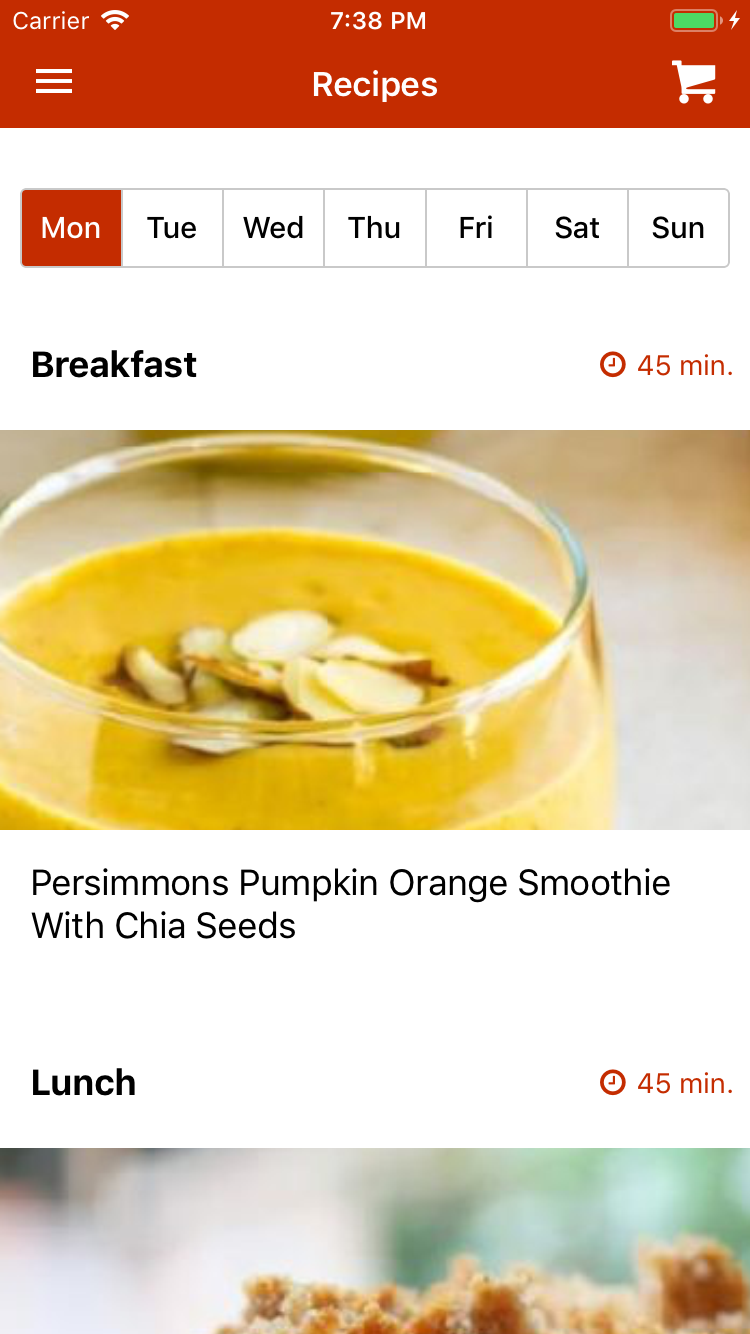 Carrier 7:38 PM
Recipes
Mon Tue Wed Thu Fri Sat Sun
Breakfast 45 min.
Persimmons Pumpkin Orange Smoothie
With Chia Seeds
Lunch 45 min.